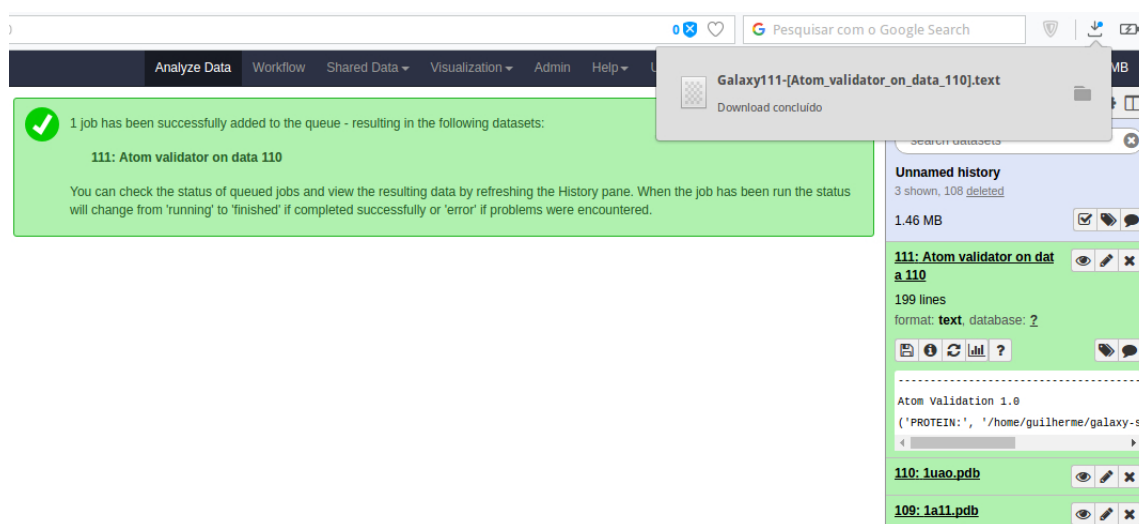 0
Pesquisar com o Google Search
Analyze Data Workflow Shared Data Visualization Admin Help U MB
Galaxy111-[Atom_validator_on_data_110].text
Download concluído
1 job has been successfully added to the queue - resulting in the following datasets:
111: Atom validator on data 110
You can check the status of queued jobs and view the resulting data by refreshing the History pane. When the job has been run the status
will change from 'running' to 'finished' if completed successfully or 'error' if problems were encountered.
search datasets
Unnamed history
3 shown, 108 deleted
1.46 MB
111: Atom validator on dat
a 110
199 lines
format: text, database: ?
?
--------------------------------------
Atom Validation 1.0
('PROTEIN:', '/home/guilherme/galaxy-s
110: 1uao.pdb
109: 1a11.pdb